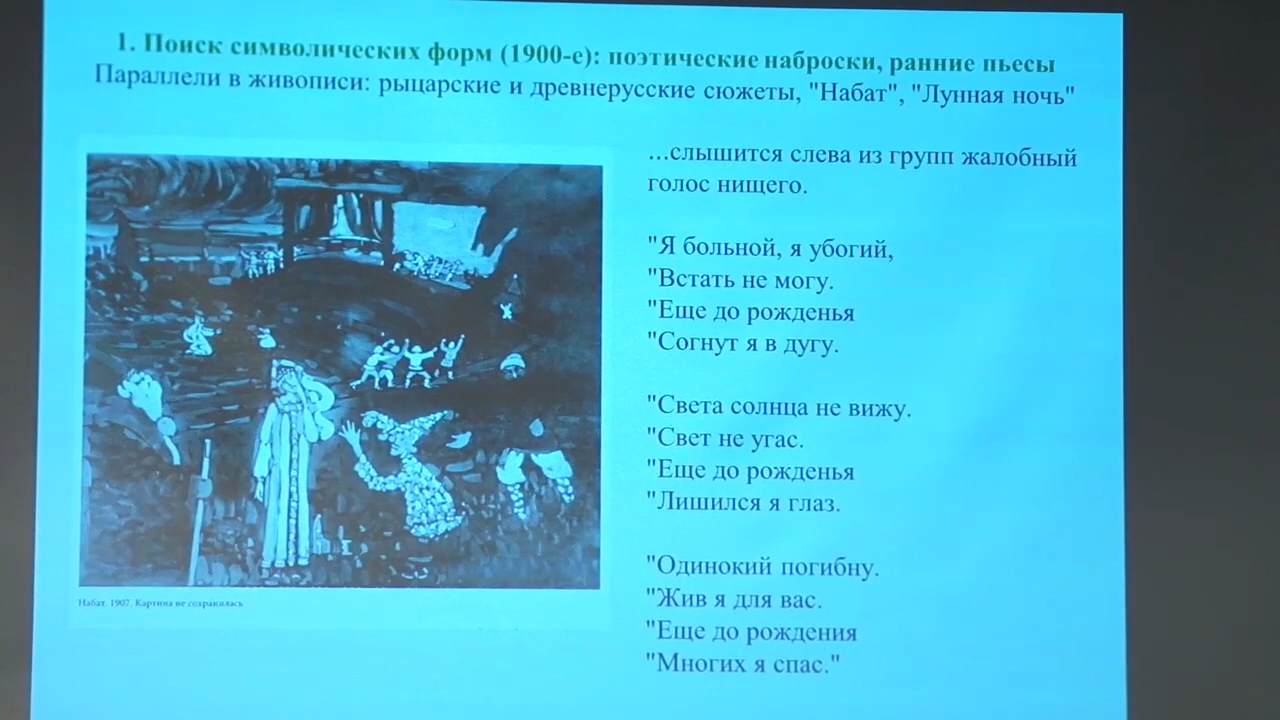 1. Поиск символических форм (1900-е): поэтические наброски, ранние пьесы
Параллели в живописи: рыцарские и древнерусские сюжеты, "Набат", "Лунная ночь"
...слышится слева из групп жалобный
голос нищего.
"Я больной, я убогий,
"Встать не могу.
"Еще до рожденья
"Согнут я в дугу.
"Света солнца не вижу.
"Свет не угас.
"Еще до рожденья
"Лишился я глаз.
"Одинокий погибну.
"Жив я для вас.
"Еще до рождения
"Многих я спас."
Набат. 1907. Картина не сохранилась